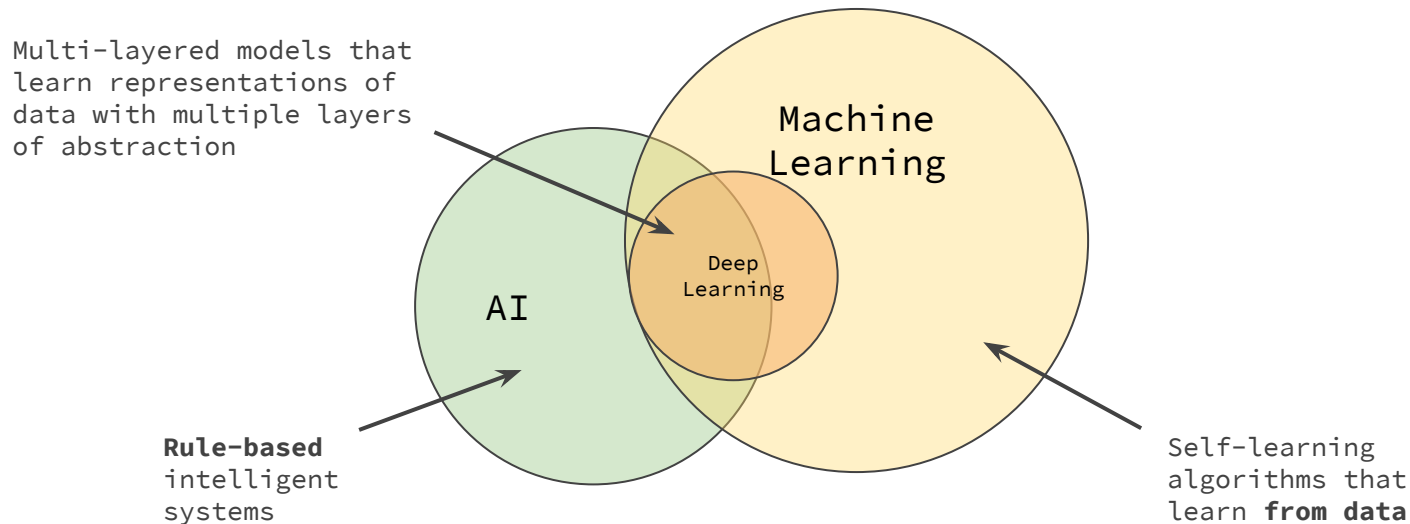 Multi-layered models that
learn representations of
data with multiple layers
of abstraction
Machine
Learning
Deep
Learning
AI
Rule-based
intelligent
systems
Self-learning
algorithms that
learn from data